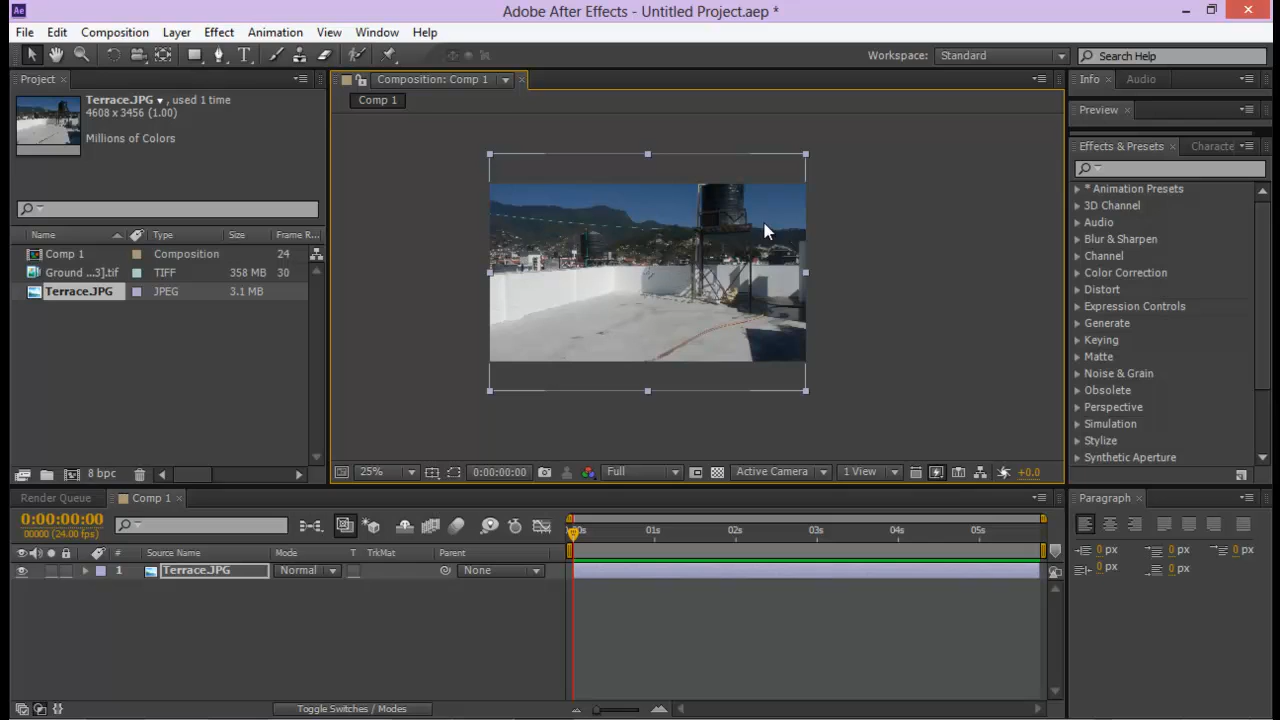 Ae
Adobe After Effects - Untitled Project.aep *
File Edit Composition Layer Effect Animation View Window Help
T
Workspace: Standard
Search Help
Project
Composition: Comp 1
Info Audio
Terrace.JPG , used 1 time
4608 x 3456 (1.00)
Millions of Colors
Comp 1
Preview
Effects & Presets Characte
* Animation Presets
3D Channel
Audio
Blur & Sharpen
Channel
Color Correction
Distort
Expression Controls
Generate
Keying
Matte
Noise & Grain
Obsolete
Perspective
Simulation
Stylize
Synthetic Aperture
Name Type Size Frame R
Comp 1 Composition 24
Ground ...3].tif TIFF 358 MB 30
Terrace.JPG JPEG 3.1 MB
8 bpc
25% 0:00:00:00 Full Active Camera 1 View +0.0
Render Queue Comp 1
Paragraph
0:00:00:00
00000 (24.00 fps)
01s 02s 03s 04s 05s
# Source Name Mode T TrkMat Parent
1 Terrace.JPG Normal None
0 px 0 px 0 px
0 px 0 px
Toggle Switches / Modes